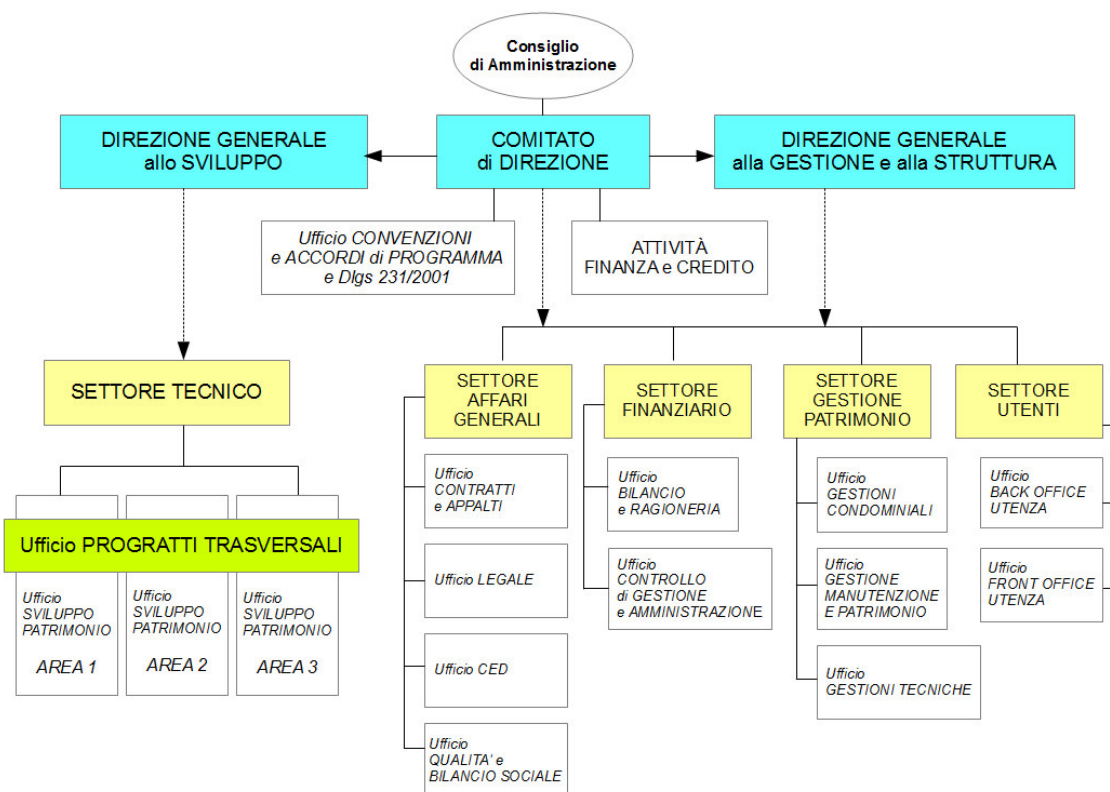 Consiglio
di Amministrazione
DIREZIONE GENERALE
allo SVILUPPO
COMITATO
di DIREZIONE
DIREZIONE GENERALE
alla GESTIONE e alla STRUTTURA
Ufficio CONVENZIONI
e ACCORDI di PROGRAMMA
e Dlgs 231/2001
ATTIVITÀ
FINANZA e CREDITO
SETTORE TECNICO
SETTORE
AFFARI
GENERALI
SETTORE
FINANZIARIO
SETTORE
GESTIONE
PATRIMONIO
SETTORE
UTENTI
Ufficio PROGRATTI TRASVERSALI
Ufficio
SVILUPPO
PATRIMONIO
AREA 1
Ufficio
SVILUPPO
PATRIMONIO
AREA 2
Ufficio
SVILUPPO
PATRIMONIO
AREA 3
Ufficio
CONTRATTI
e APPALTI
Ufficio LEGALE
Ufficio CED
Ufficio
QUALITA' e
BILANCIO SOCIALE
Ufficio
BILANCIO
e RAGIONERIA
Ufficio
CONTROLLO
di GESTIONE
e AMMINISTRAZIONE
Ufficio
GESTIONI
CONDOMINIALI
Ufficio
GESTIONE
MANUTENZIONE
E PATRIMONIO
Ufficio
GESTIONI TECNICHE
Ufficio
BACK OFFICE
UTENZA
Ufficio
FRONT OFFICE
UTENZA